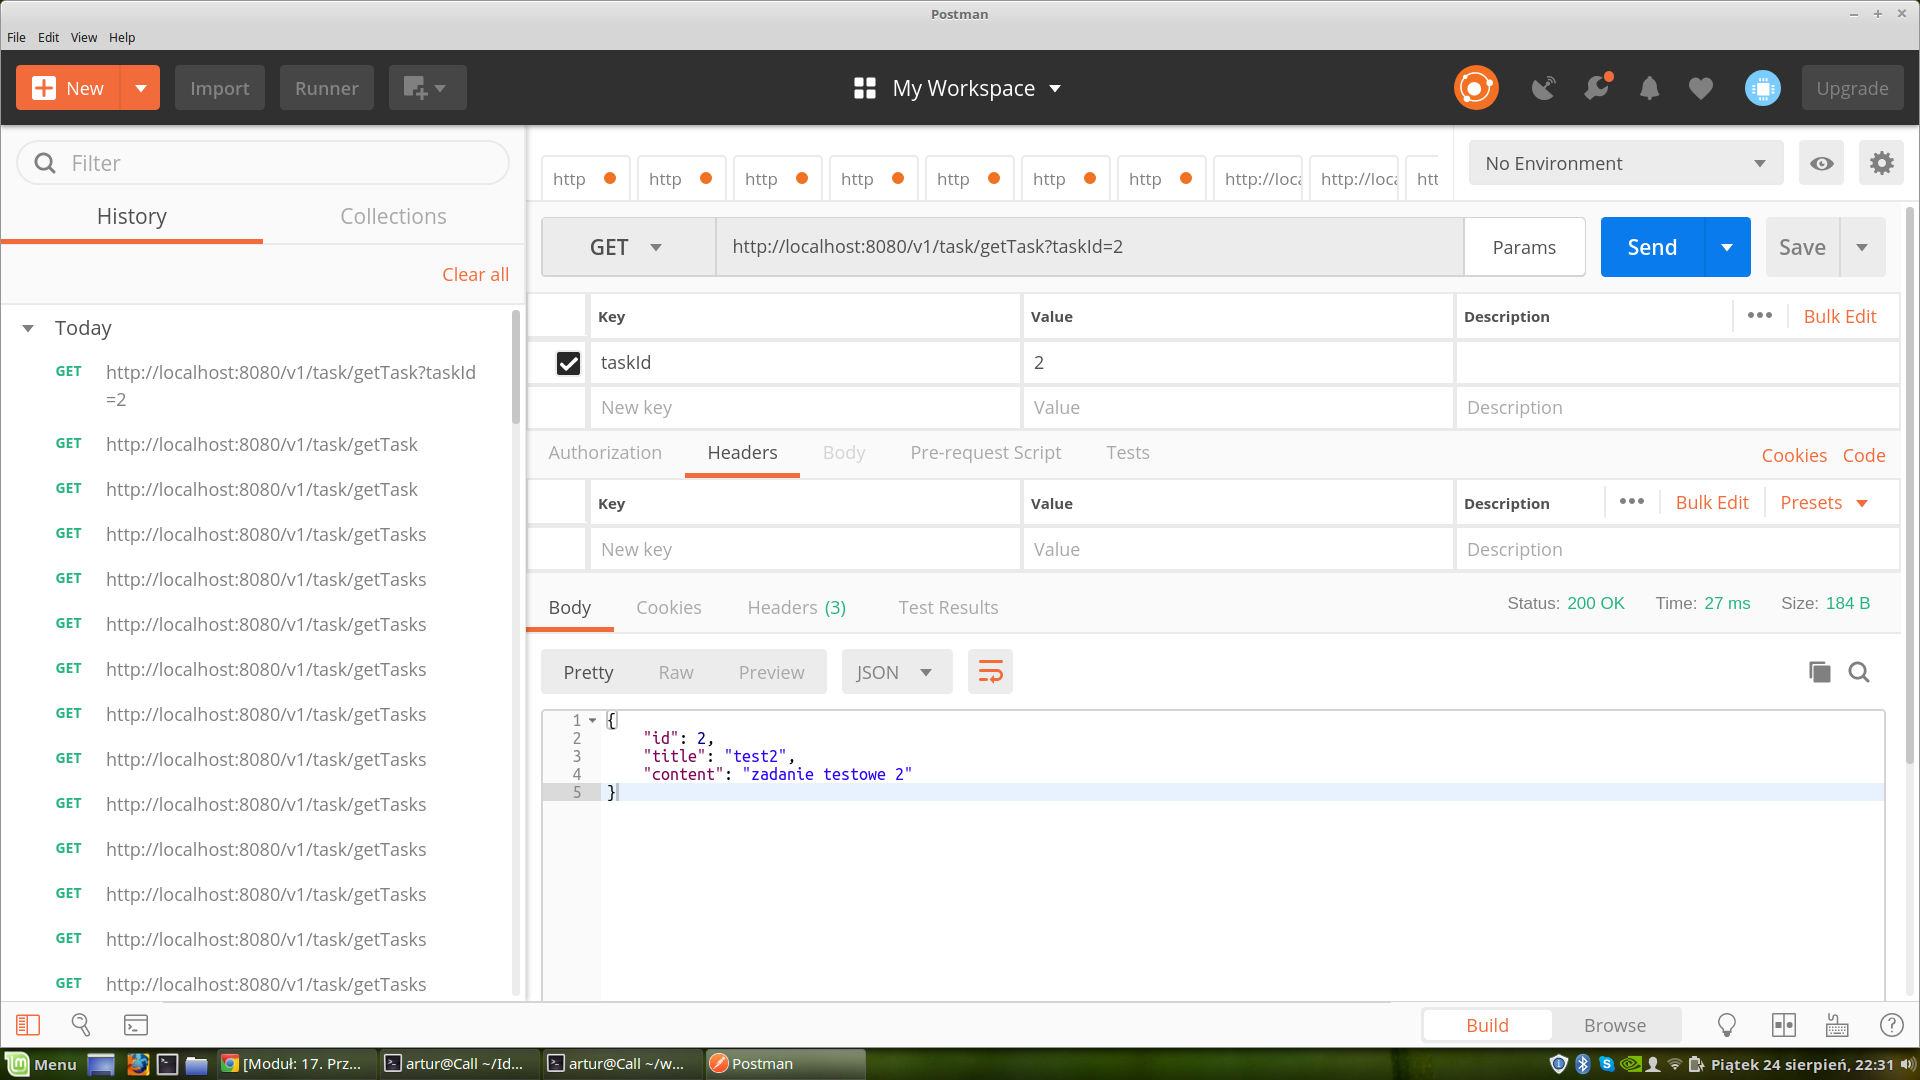 Postman
File Edit View Help
New Import Runner My Workspace Upgrade
Filter
History Collections
Clear all
Today
GET http://localhost:8080/v1/task/getTask?taskId
=2
GET http://localhost:8080/v1/task/getTask
GET http://localhost:8080/v1/task/getTask
GET http://localhost:8080/v1/task/getTasks
GET http://localhost:8080/v1/task/getTasks
GET http://localhost:8080/v1/task/getTasks
GET http://localhost:8080/v1/task/getTasks
GET http://localhost:8080/v1/task/getTasks
GET http://localhost:8080/v1/task/getTasks
GET http://localhost:8080/v1/task/getTasks
GET http://localhost:8080/v1/task/getTasks
GET http://localhost:8080/v1/task/getTasks
GET http://localhost:8080/v1/task/getTasks
GET http://localhost:8080/v1/task/getTasks
http http http http http http http http://loca http://loca htt
No Environment
GET http://localhost:8080/v1/task/getTask?taskId=2 Params Send Save
Key Value Description ••• Bulk Edit
taskId 2
New key Value Description
Authorization Headers Body Pre-request Script Tests Cookies Code
Key Value Description ••• Bulk Edit Presets
New key Value Description
Body Cookies Headers (3) Test Results Status: 200 OK Time: 27 ms Size: 184 B
Pretty Raw Preview JSON
1 {
2 "id": 2,
3 "title": "test2",
4 "content": "zadanie testowe 2"
5 }
Build Browse
Menu [Moduł: 17. Prz... artur@Call ~/Id... artur@Call ~/w... Postman Piątek 24 sierpień, 22:31